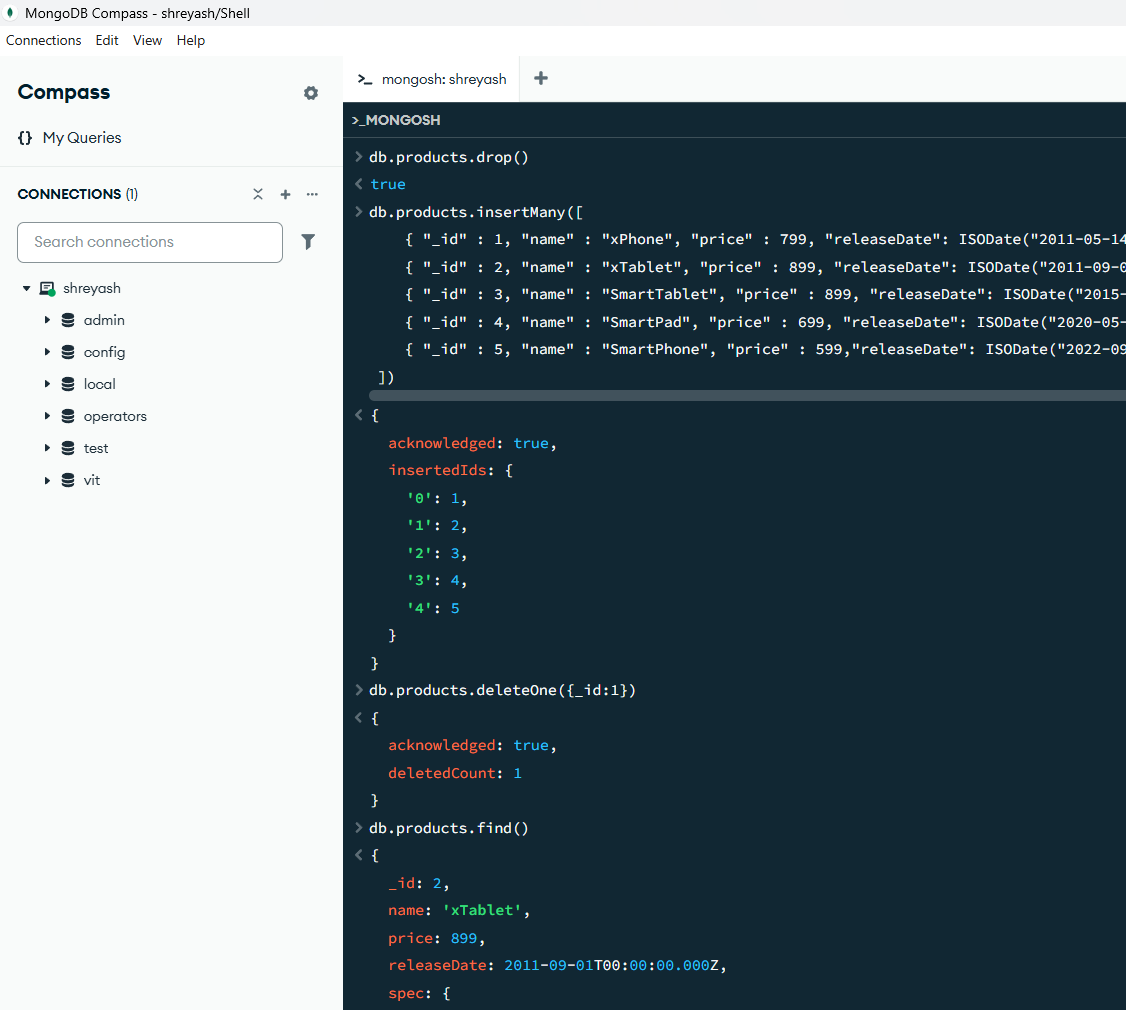 MongoDB Compass - shreyash/Shell
Connections Edit View Help
Compass
{} My Queries
CONNECTIONS (1)
Search connections
shreyash
admin
config
local
operators
test
vit
>_ mongosh: shreyash
>_MONGOSH
> db.products.drop()
< true
> db.products.insertMany([
{ "_id" : 1, "name" : "xPhone", "price" : 799, "releaseDate": ISODate("2011-05-14
{ "_id" : 2, "name" : "xTablet", "price" : 899, "releaseDate": ISODate("2011-09-0
{ "_id" : 3, "name" : "SmartTablet", "price" : 899, "releaseDate": ISODate("2015-
{ "_id" : 4, "name" : "SmartPad", "price" : 699, "releaseDate": ISODate("2020-05-
{ "_id" : 5, "name" : "SmartPhone", "price" : 599,"releaseDate": ISODate("2022-09
])
< {
acknowledged: true,
insertedIds: {
'0': 1,
'1': 2,
'2': 3,
'3': 4,
'4': 5
}
}
> db.products.deleteOne({_id:1})
< {
acknowledged: true,
deletedCount: 1
}
> db.products.find()
< {
_id: 2,
name: 'xTablet',
price: 899,
releaseDate: 2011-09-01T00:00:00.000Z,
spec: {